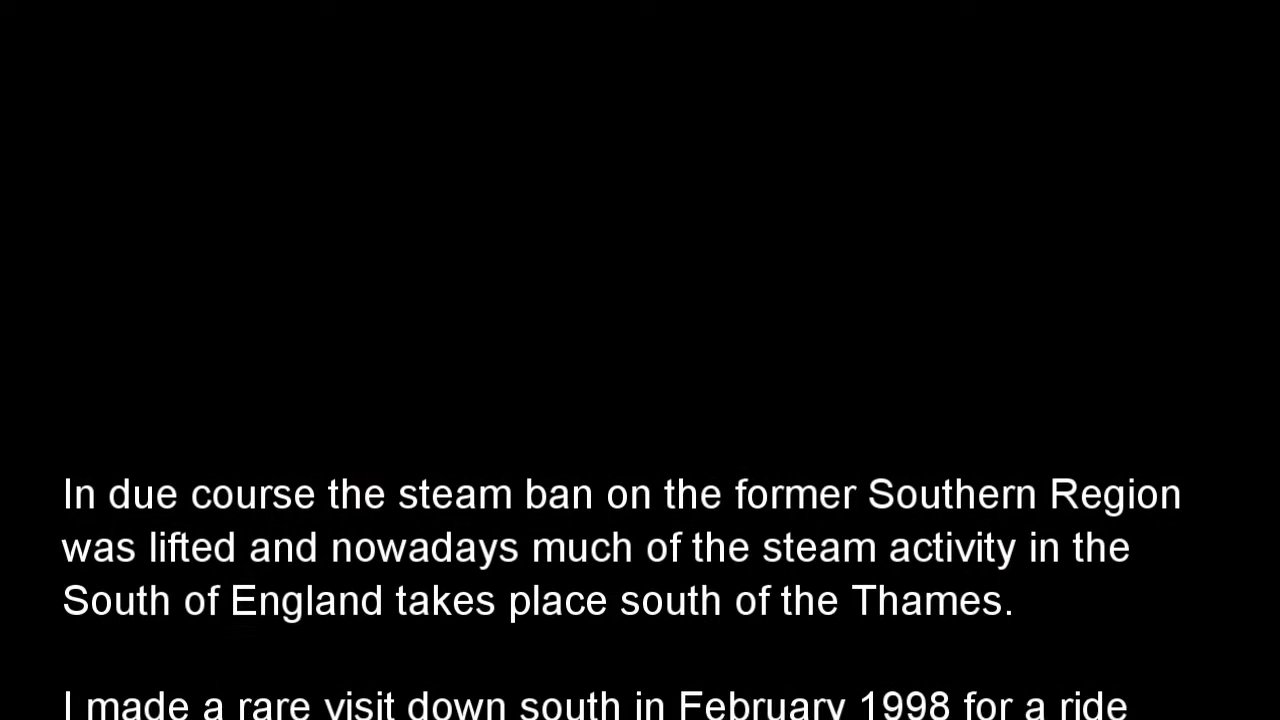 In due course the steam ban on the former Southern Region
was lifted and nowadays much of the steam activity in the
South of England takes place south of the Thames.
I made a rare visit down south in February 1998 for a ride